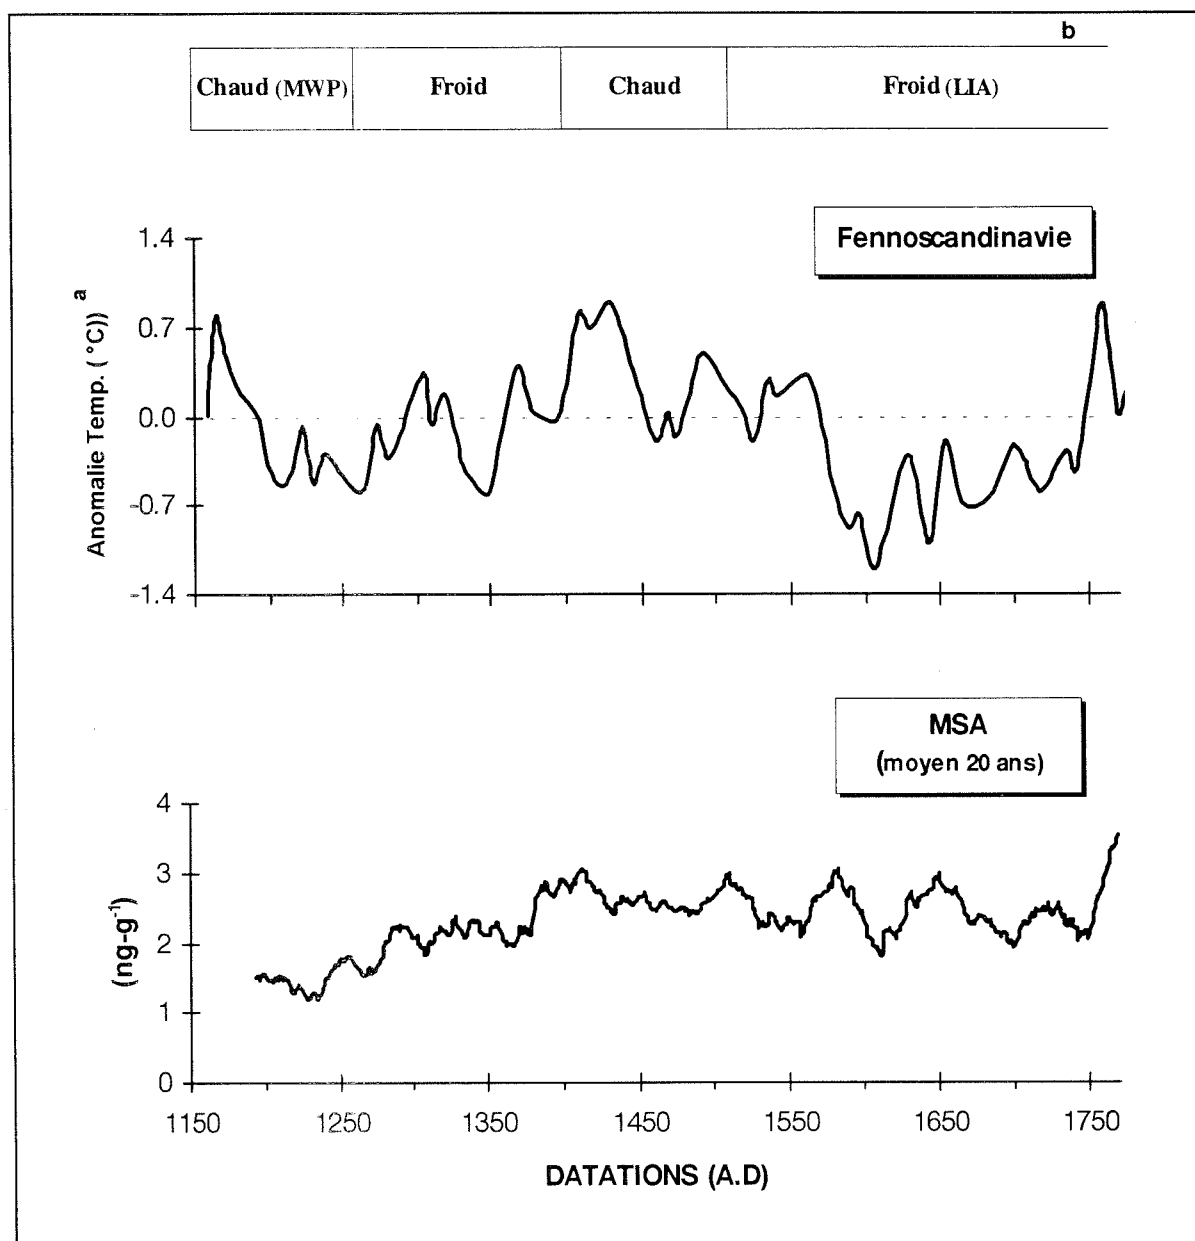 b
Chaud (MWP) Froid Chaud Froid (LIA)
Fennoscandinavie
1.4
0.7
0.0
-0.7
-1.4
Anomalie Temp. ( °C)) a
MSA
(moyen 20 ans)
4
3
2
1
0
(ng-g-1)
1150 1250 1350 1450 1550 1650 1750
DATATIONS (A.D)